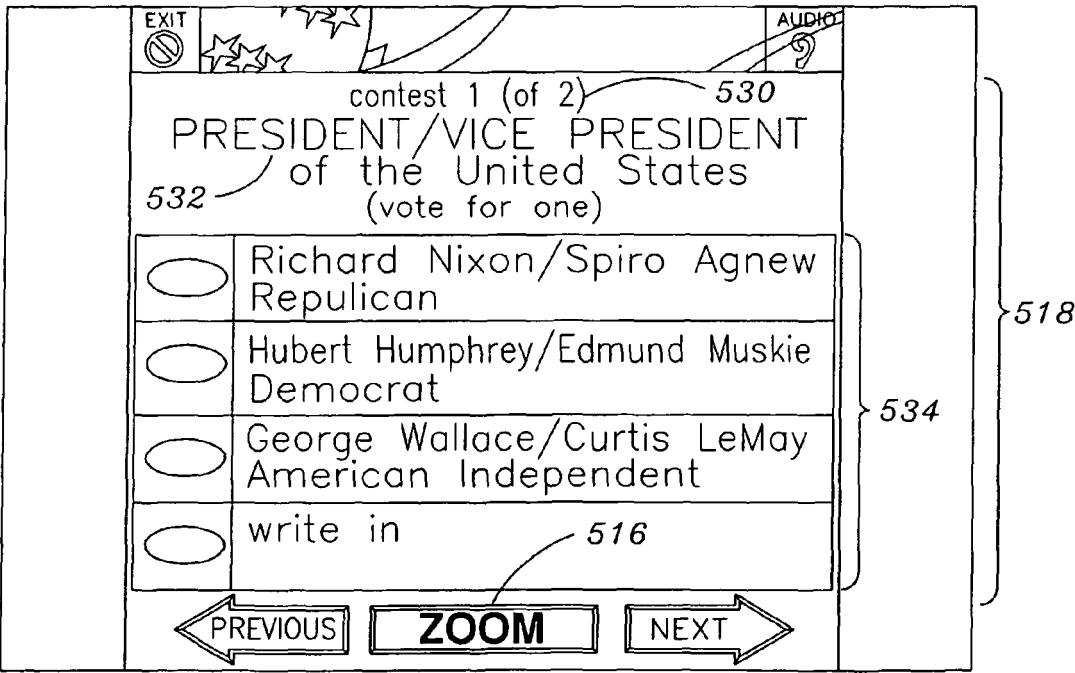 EXIT
AUDIO
contest 1 (of 2)
530
PRESIDENT/VICE PRESIDENT
of the United States
532
(vote for one)
Richard Nixon/Spiro Agnew
Repulican
518
Hubert Humphrey/Edmund Muskie
Democrat
534
George Wallace/Curtis LeMay
American Independent
write in
516
PREVIOUS
ZOOM
NEXT